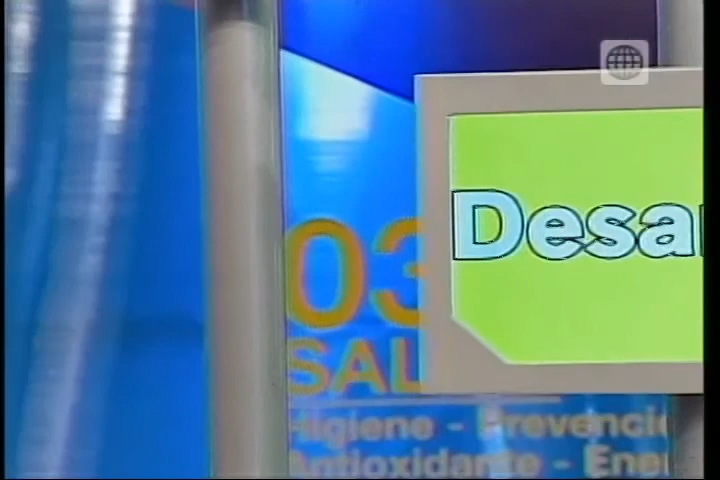 Desa
03
SAL
Higiene - Prevenci
Antioxidante - Ene